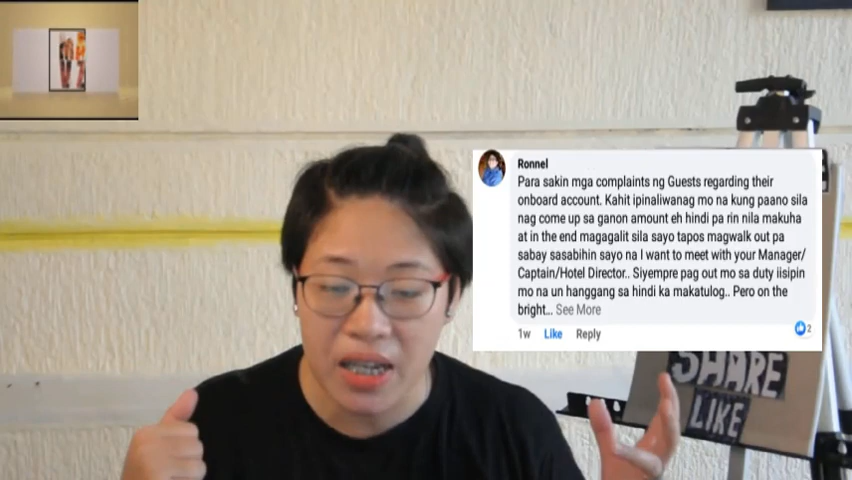 Ronnel
Para sakin mga complaints ng Guests regarding their
onboard account. Kahit ipinaliwanag mo na kung paano sila
nag come up sa ganon amount eh hindi pa rin nila makuha
at in the end magagalit sila sayo tapos magwalk out pa
sabay sasabihin sayo na I want to meet with your Manager/
Captain/Hotel Director.. Siyempre pag out mo sa duty iisipin
mo na un hanggang sa hindi ka makatulog.. Pero on the
bright... See More
1w Like Reply
2
SHARE
LIKE